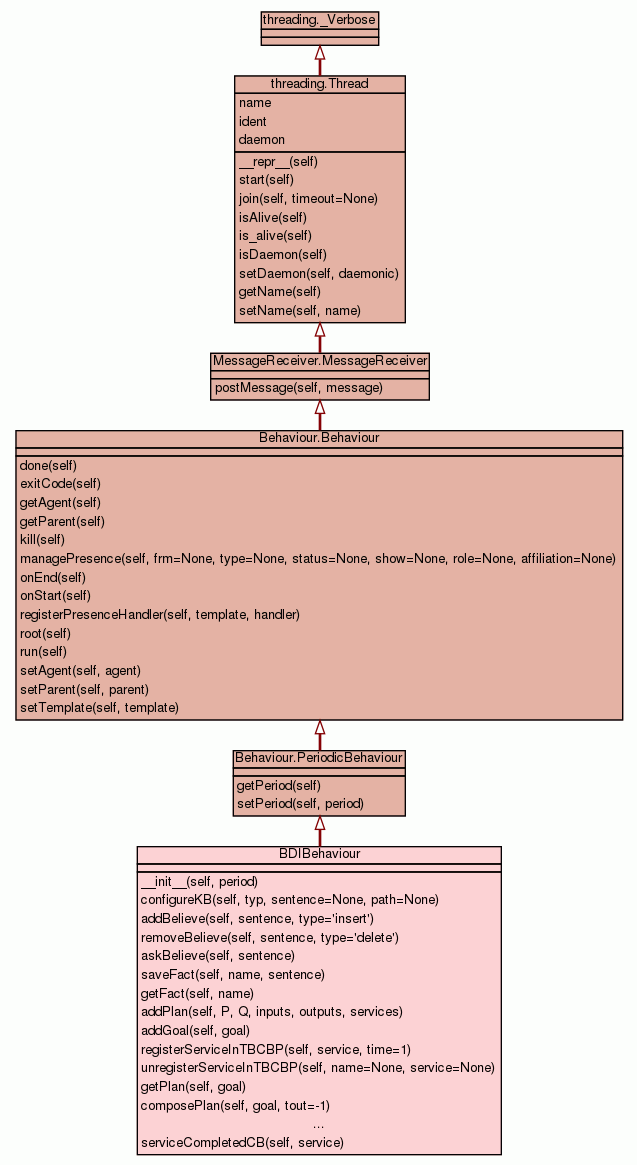 threading._Verbose
threading.Thread
name
ident
daemon
__repr__(self)
start(self)
join(self, timeout=None)
isAlive(self)
is_alive(self)
isDaemon(self)
setDaemon(self, daemonic)
getName(self)
setName(self, name)
MessageReceiver.MessageReceiver
postMessage(self, message)
Behaviour.Behaviour
done(self)
exitCode(self)
getAgent(self)
getParent(self)
kill(self)
managePresence(self, frm=None, type=None, status=None, show=None, role=None, affiliation=None)
onEnd(self)
onStart(self)
registerPresenceHandler(self, template, handler)
root(self)
run(self)
setAgent(self, agent)
setParent(self, parent)
setTemplate(self, template)
Behaviour.PeriodicBehaviour
getPeriod(self)
setPeriod(self, period)
BDIBehaviour
__init__(self, period)
configureKB(self, typ, sentence=None, path=None)
addBelieve(self, sentence, type='insert')
removeBelieve(self, sentence, type='delete')
askBelieve(self, sentence)
saveFact(self, name, sentence)
getFact(self, name)
addPlan(self, P, Q, inputs, outputs, services)
addGoal(self, goal)
registerServiceInTBCBP(self, service, time=1)
unregisterServiceInTBCBP(self, name=None, service=None)
getPlan(self, goal)
composePlan(self, goal, tout=-1)
...
serviceCompletedCB(self, service)